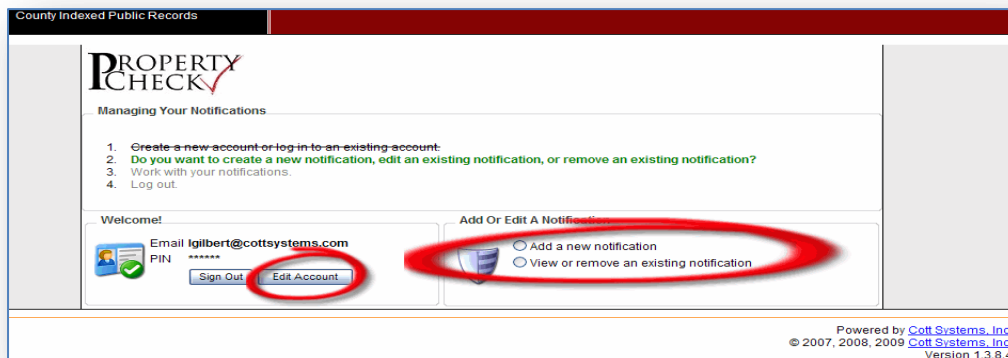 County Indexed Public Records
PROPERTY
CHECK
Managing Your Notifications
1. Create a new account or log in to an existing account.
2. Do you want to create a new notification, edit an existing notification, or remove an existing notification?
3. Work with your notifications.
4. Log out.
Welcome!
Email lgilbert@cottsystems.com
PIN ******
Sign Out
Edit Account
Add Or Edit A Notification
Add a new notification
View or remove an existing notification
Powered by Cott Systems, Inc
© 2007, 2008, 2009 Cott Systems, Inc
Version 1.3.8.